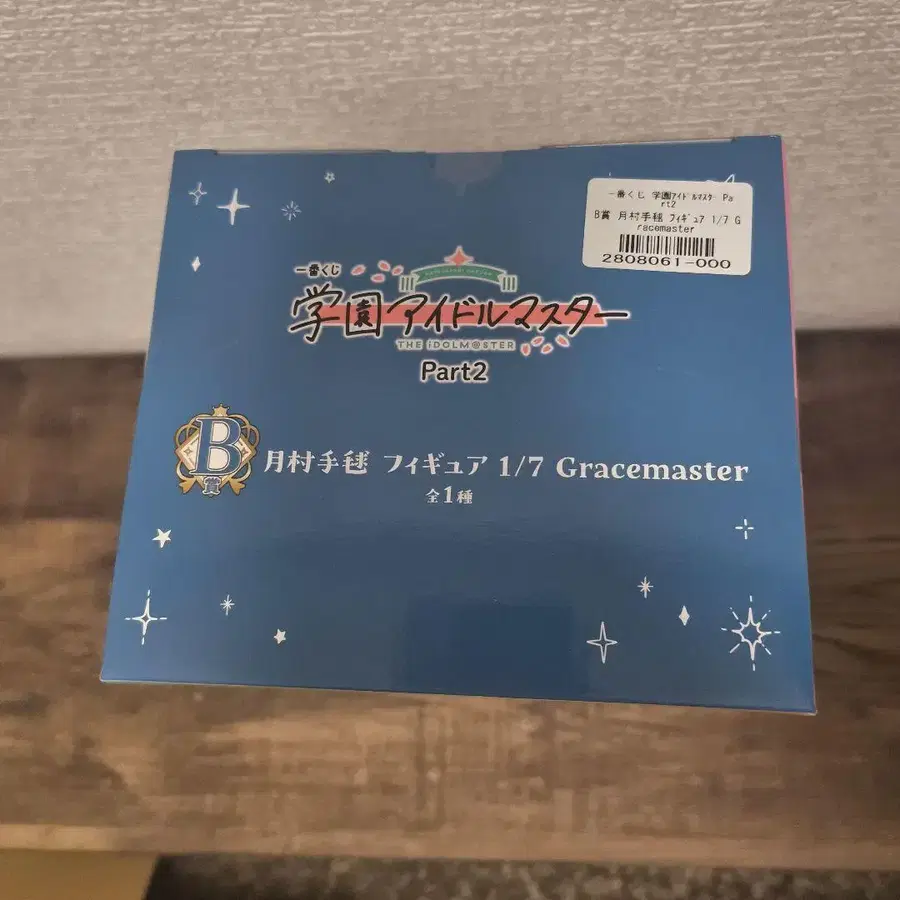 一番くじ 学園ｱｲﾄﾞﾙﾏｽﾀｰ Pa
rt2
B賞 月村手毬 ﾌｨｷﾞｭｱ 1/7 G
racemaster
2808061-000
一番くじ
学園アイドルマスター
THE iDOLM@STER
Part2
B
賞
月村手毬 フィギュア 1/7 Gracemaster
全1種